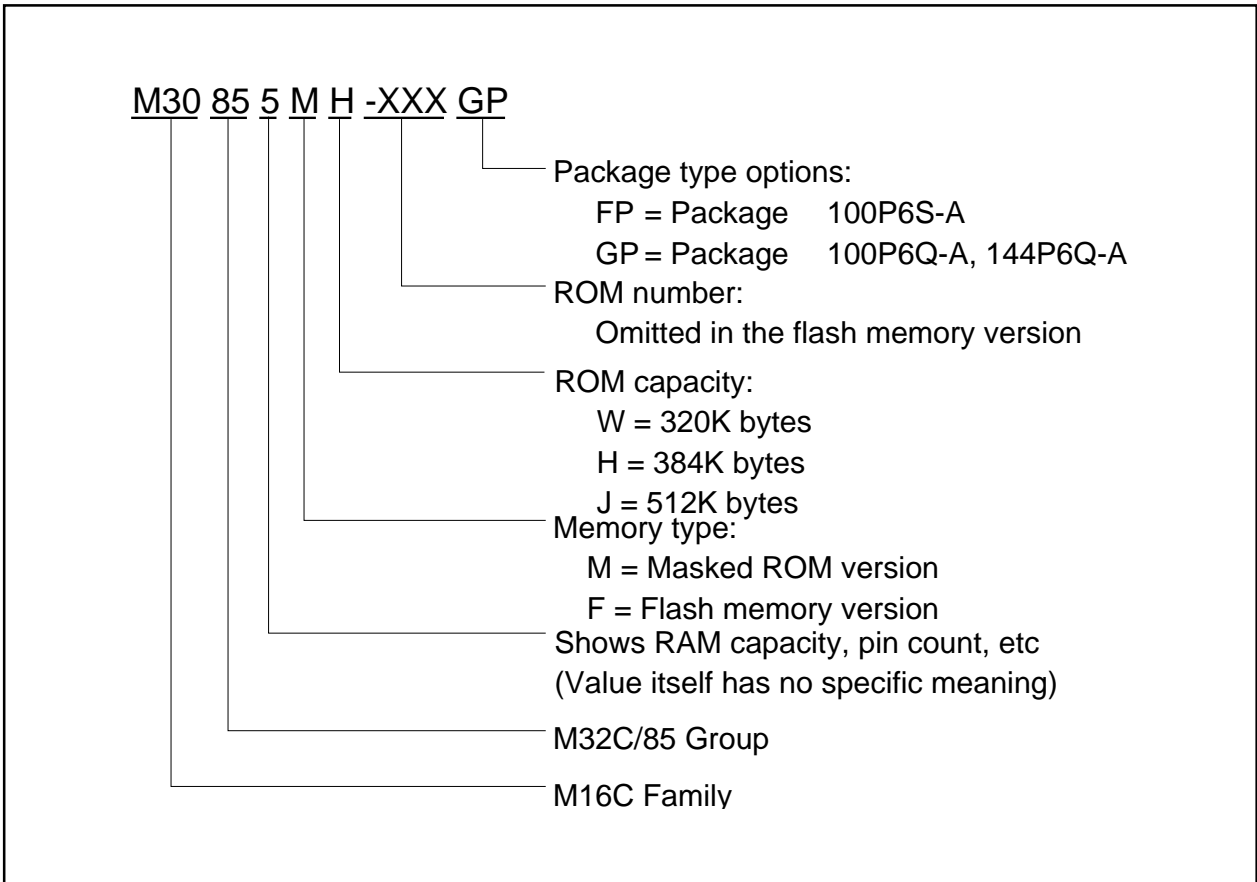 M30 85 5 M H -XXX GP
Package type options:
FP = Package 100P6S-A
GP = Package 100P6Q-A, 144P6Q-A
ROM number:
Omitted in the flash memory version
ROM capacity:
W = 320K bytes
H = 384K bytes
J = 512K bytes
Memory type:
M = Masked ROM version
F = Flash memory version
Shows RAM capacity, pin count, etc
(Value itself has no specific meaning)
M32C/85 Group
M16C Family